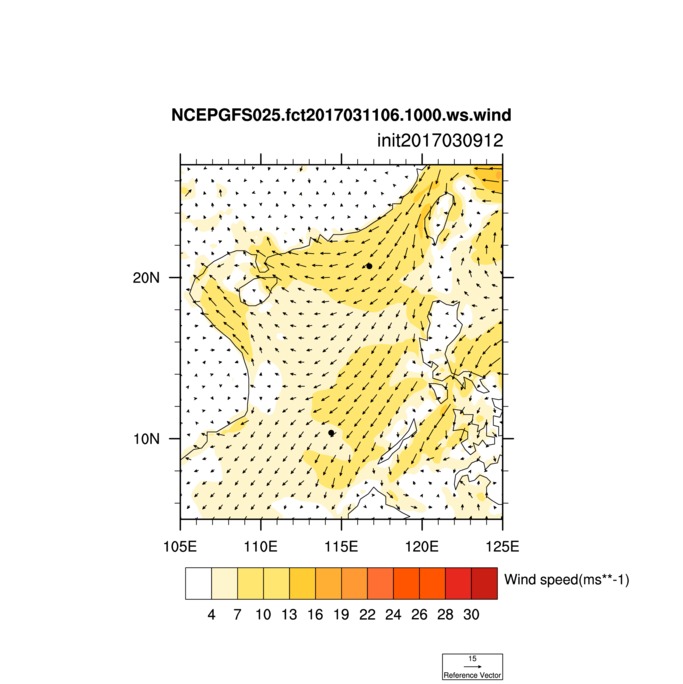 NCEPGFS025.fct2017031106.1000.ws.wind
init2017030912
20N
10N
105E 110E 115E 120E 125E
4 7 10 13 16 19 22 24 26 28 30
Wind speed(ms**-1)
15
Reference Vector